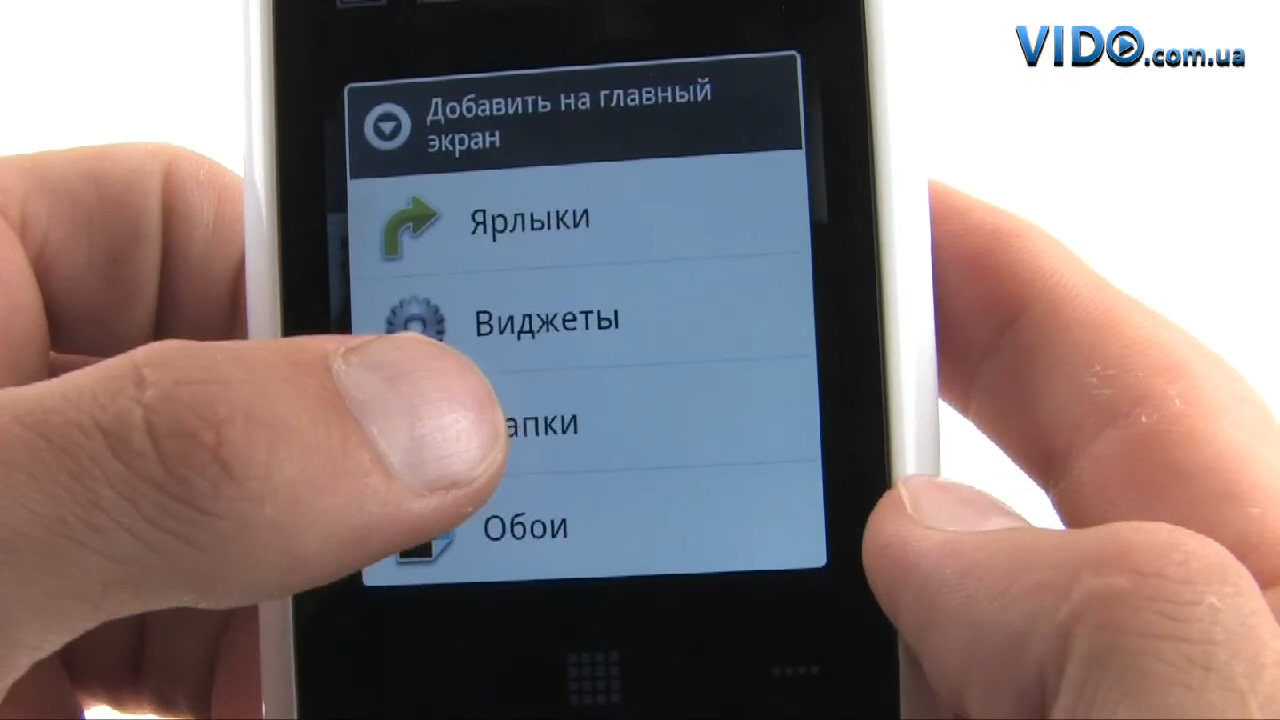 VIDO.com.ua
Добавить на главный
экран
Ярлыки
Виджеты
Обои